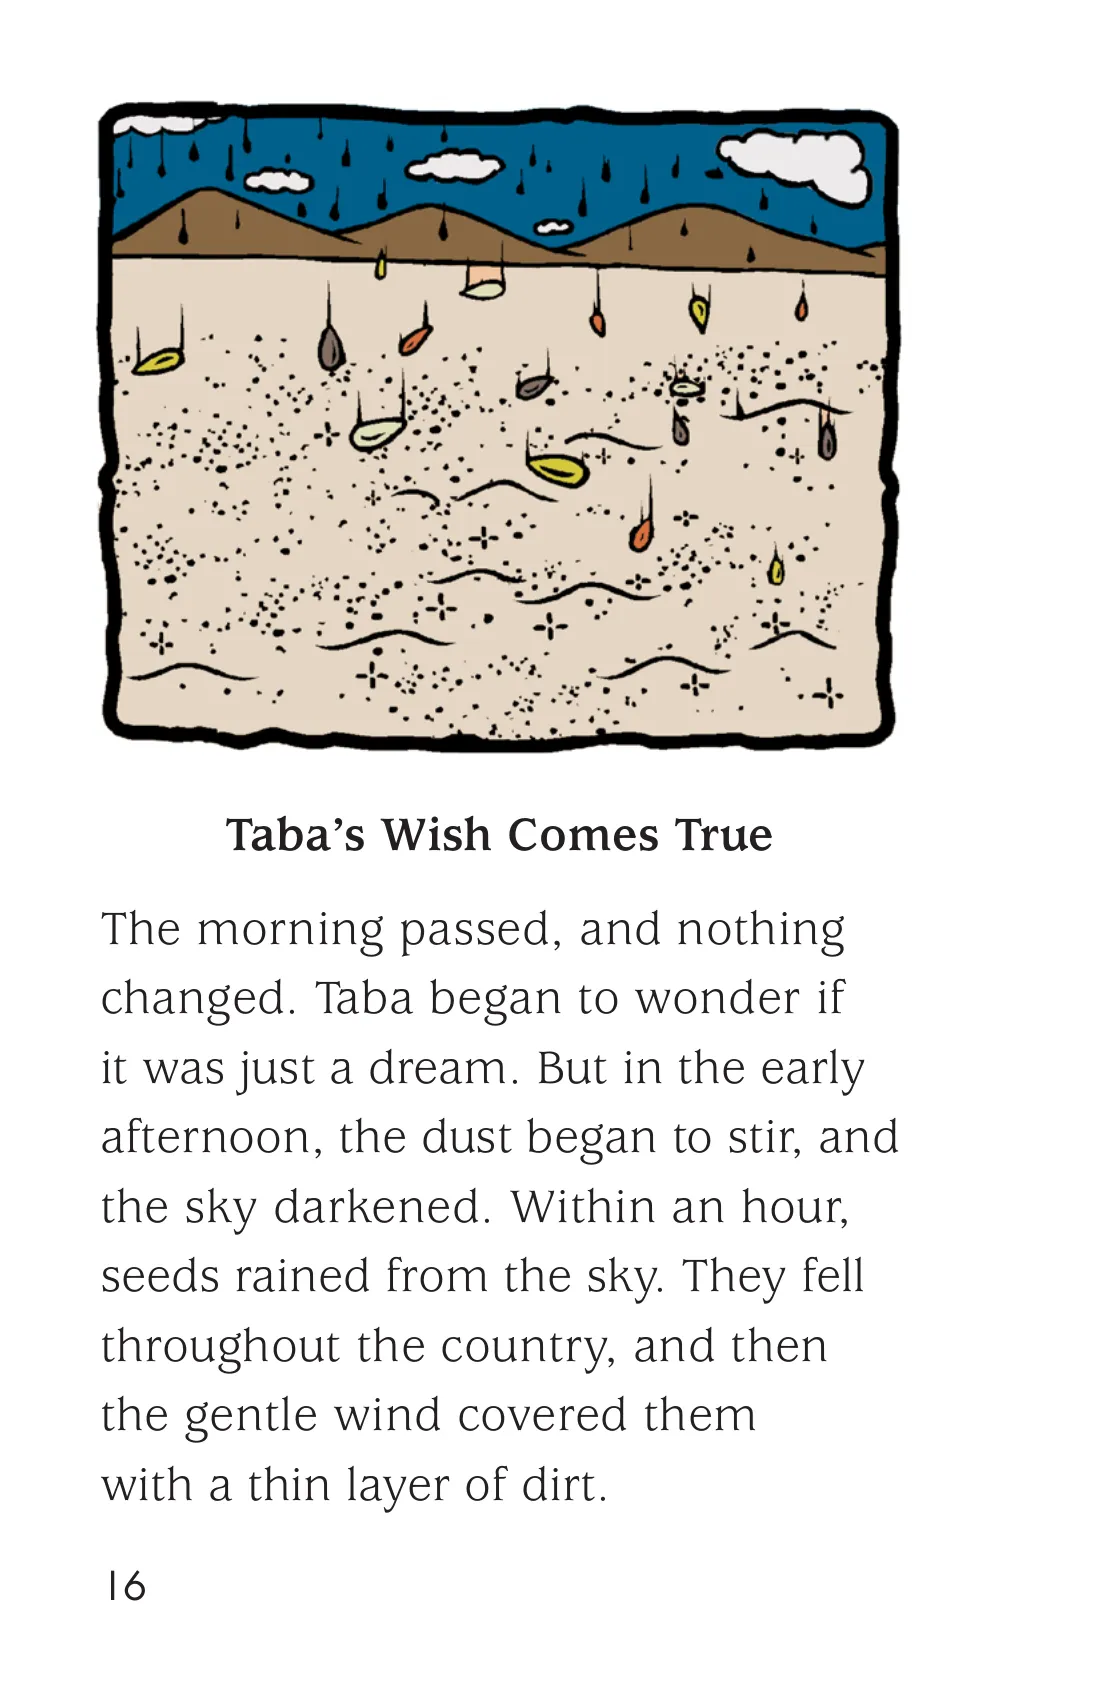 Taba’s Wish Comes True
The morning passed, and nothing
changed. Taba began to wonder if
it was just a dream. But in the early
afternoon, the dust began to stir, and
the sky darkened. Within an hour,
seeds rained from the sky. They fell
throughout the country, and then
the gentle wind covered them
with a thin layer of dirt.
16